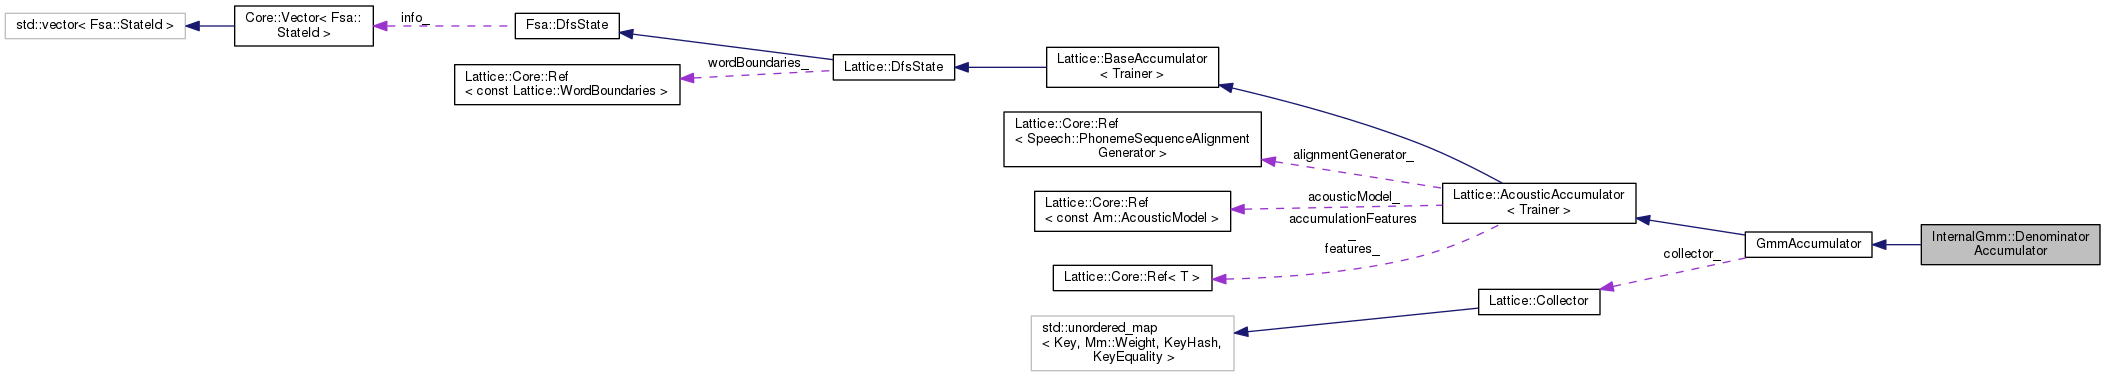 std::vector< Fsa::StateId >
Core::Vector< Fsa::
StateId >
info_
Fsa::DfsState
Lattice::Core::Ref
< const Lattice::WordBoundaries >
wordBoundaries_
Lattice::DfsState
Lattice::BaseAccumulator
< Trainer >
Lattice::Core::Ref
< Speech::PhonemeSequenceAlignment
Generator >
alignmentGenerator_
Lattice::Core::Ref
< const Am::AcousticModel >
acousticModel_
accumulationFeatures
_
features_
Lattice::Core::Ref< T >
Lattice::AcousticAccumulator
< Trainer >
GmmAccumulator
InternalGmm::Denominator
Accumulator
collector_
Lattice::Collector
std::unordered_map
< Key, Mm::Weight, KeyHash,
KeyEquality >